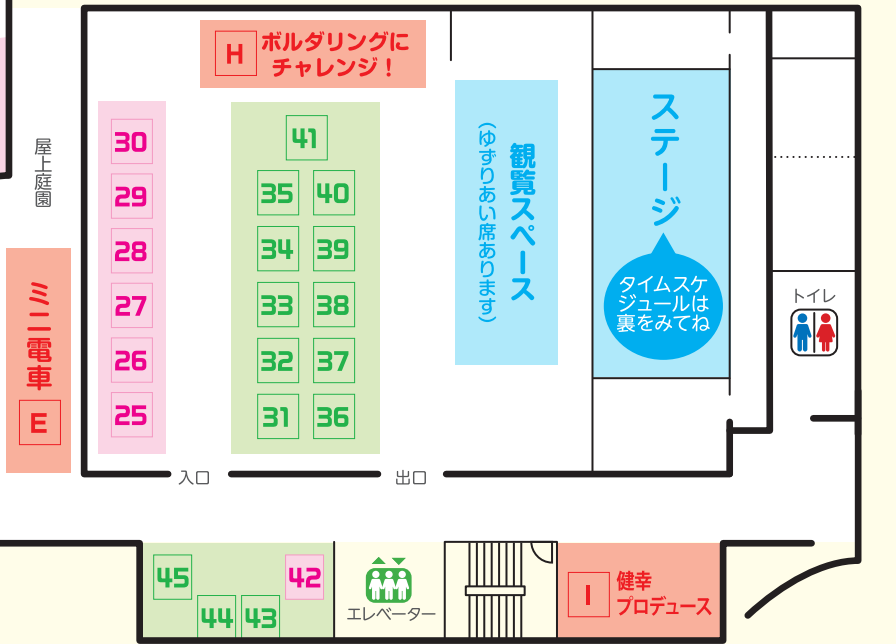 H
ボルダリングに
チャレンジ！
屋上庭園
ミニ電車
E
30
29
28
27
26
25
41
35 40
34 39
33 38
32 37
31 36
観覧スペース
（ゆずりあい席あります）
ステージ
タイムスケ
ジュールは
裏をみてね
トイレ
入口
出口
45
42
44 43
エレベーター
I
健幸
プロデュース